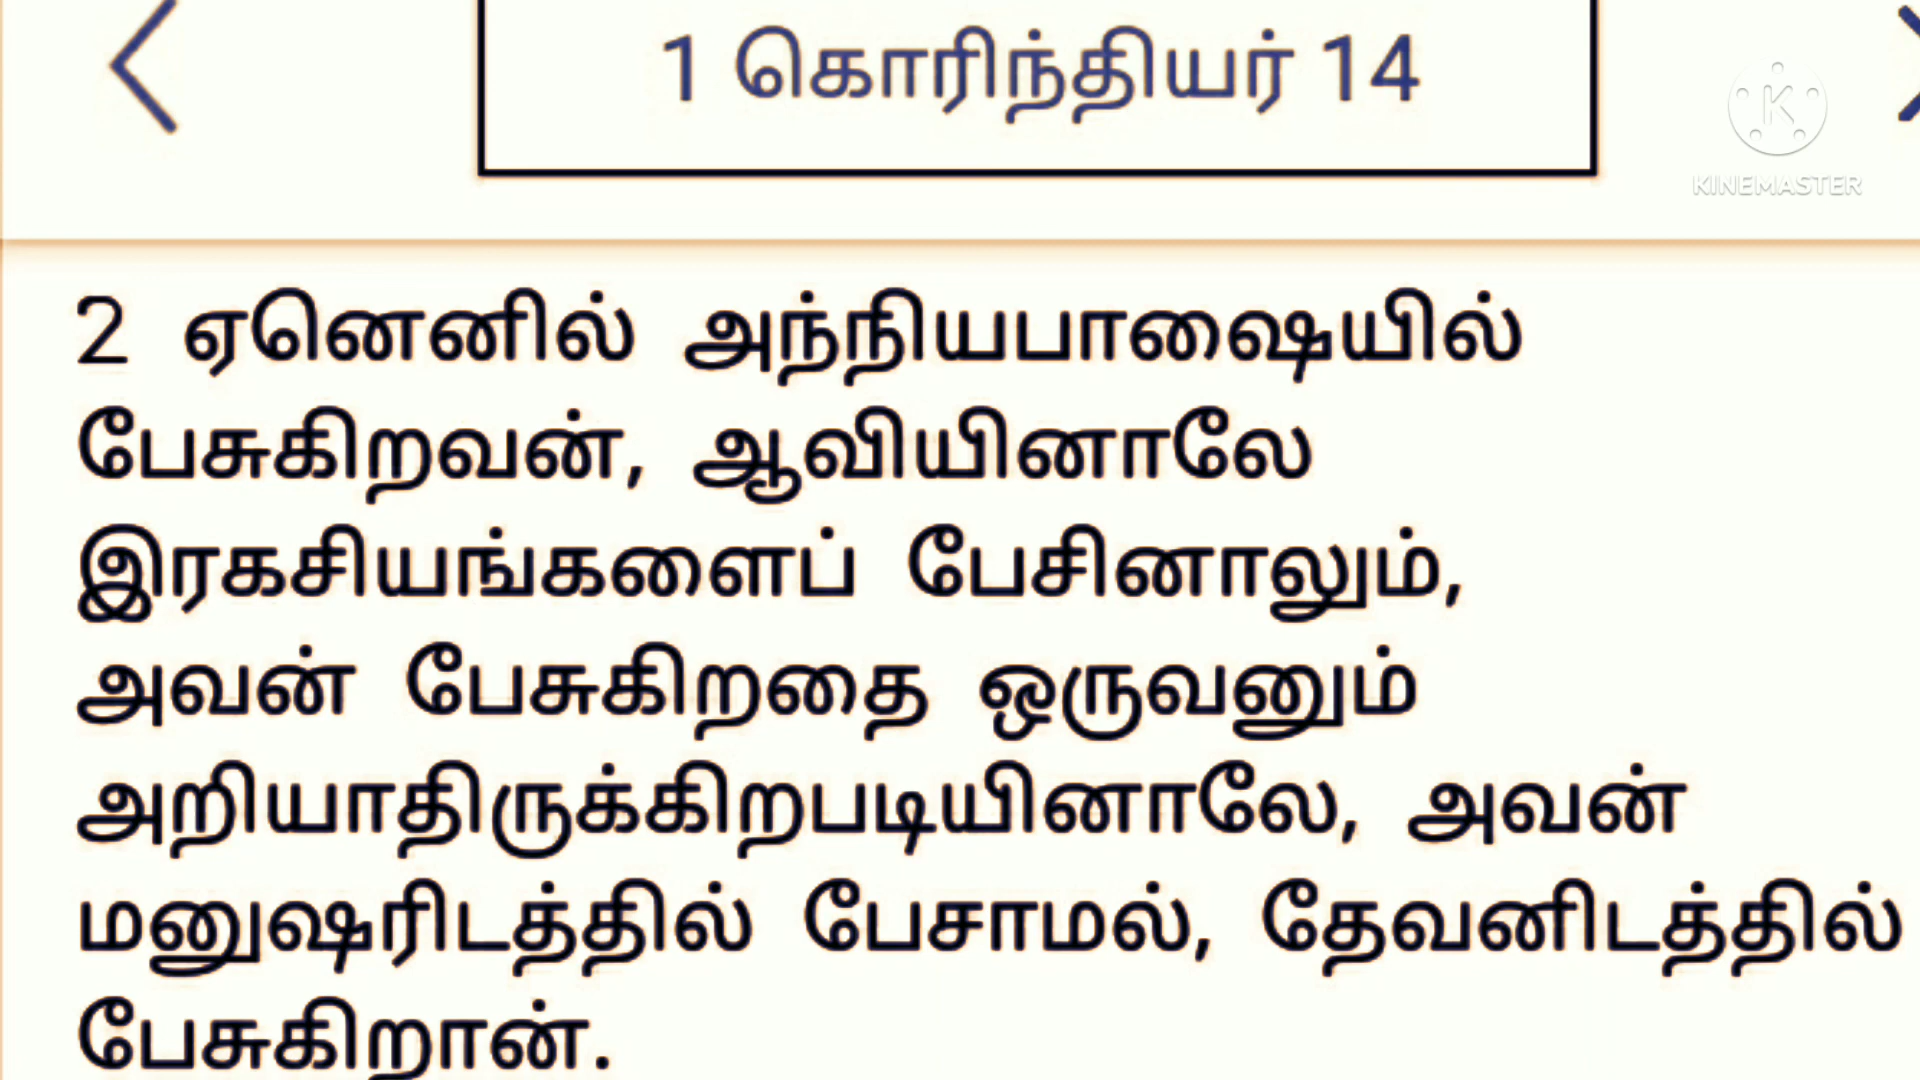 1 கொரிந்தியர் 14
KINEMASTER
2 ஏனெனில் அந்நியபாஷையில்
பேசுகிறவன், ஆவியினாலே
இரகசியங்களைப் பேசினாலும்,
அவன் பேசுகிறதை ஒருவனும்
அறியாதிருக்கிறபடியினாலே, அவன்
மனுஷரிடத்தில் பேசாமல், தேவனிடத்தில்
பேசுகிறான்.